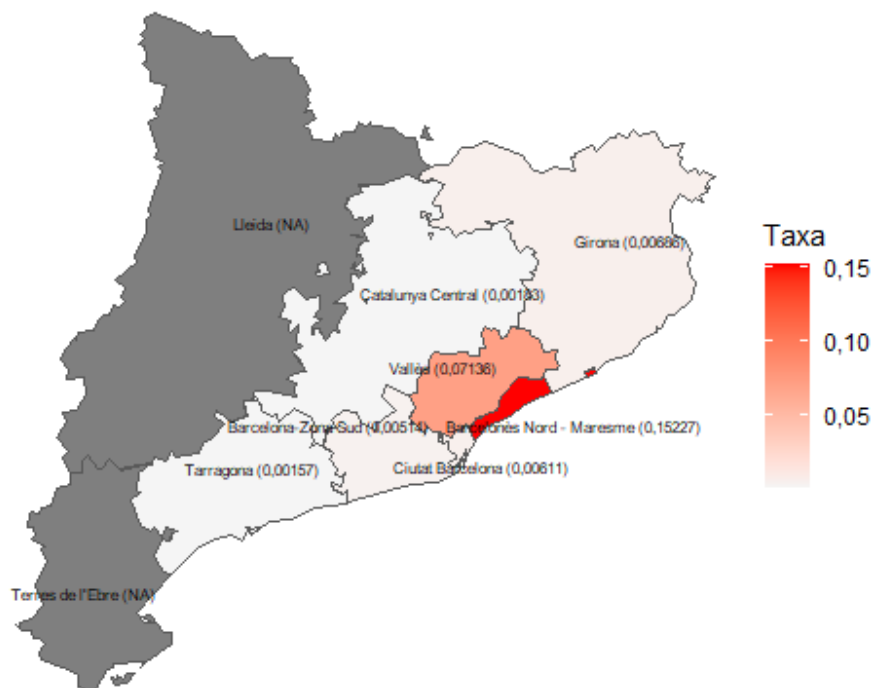 Lleida (NA)
Girona (0,00686)
Taxa
0,15
0,10
0,05
Catalunya Central (0,00183)
Vallès (0,07136)
Barcelona-Zona Sud (0,00514)
Barcelonès Nord - Maresme (0,15227)
Tarragona (0,00157)
Ciutat Barcelona (0,00611)
Terres de l'Ebre (NA)